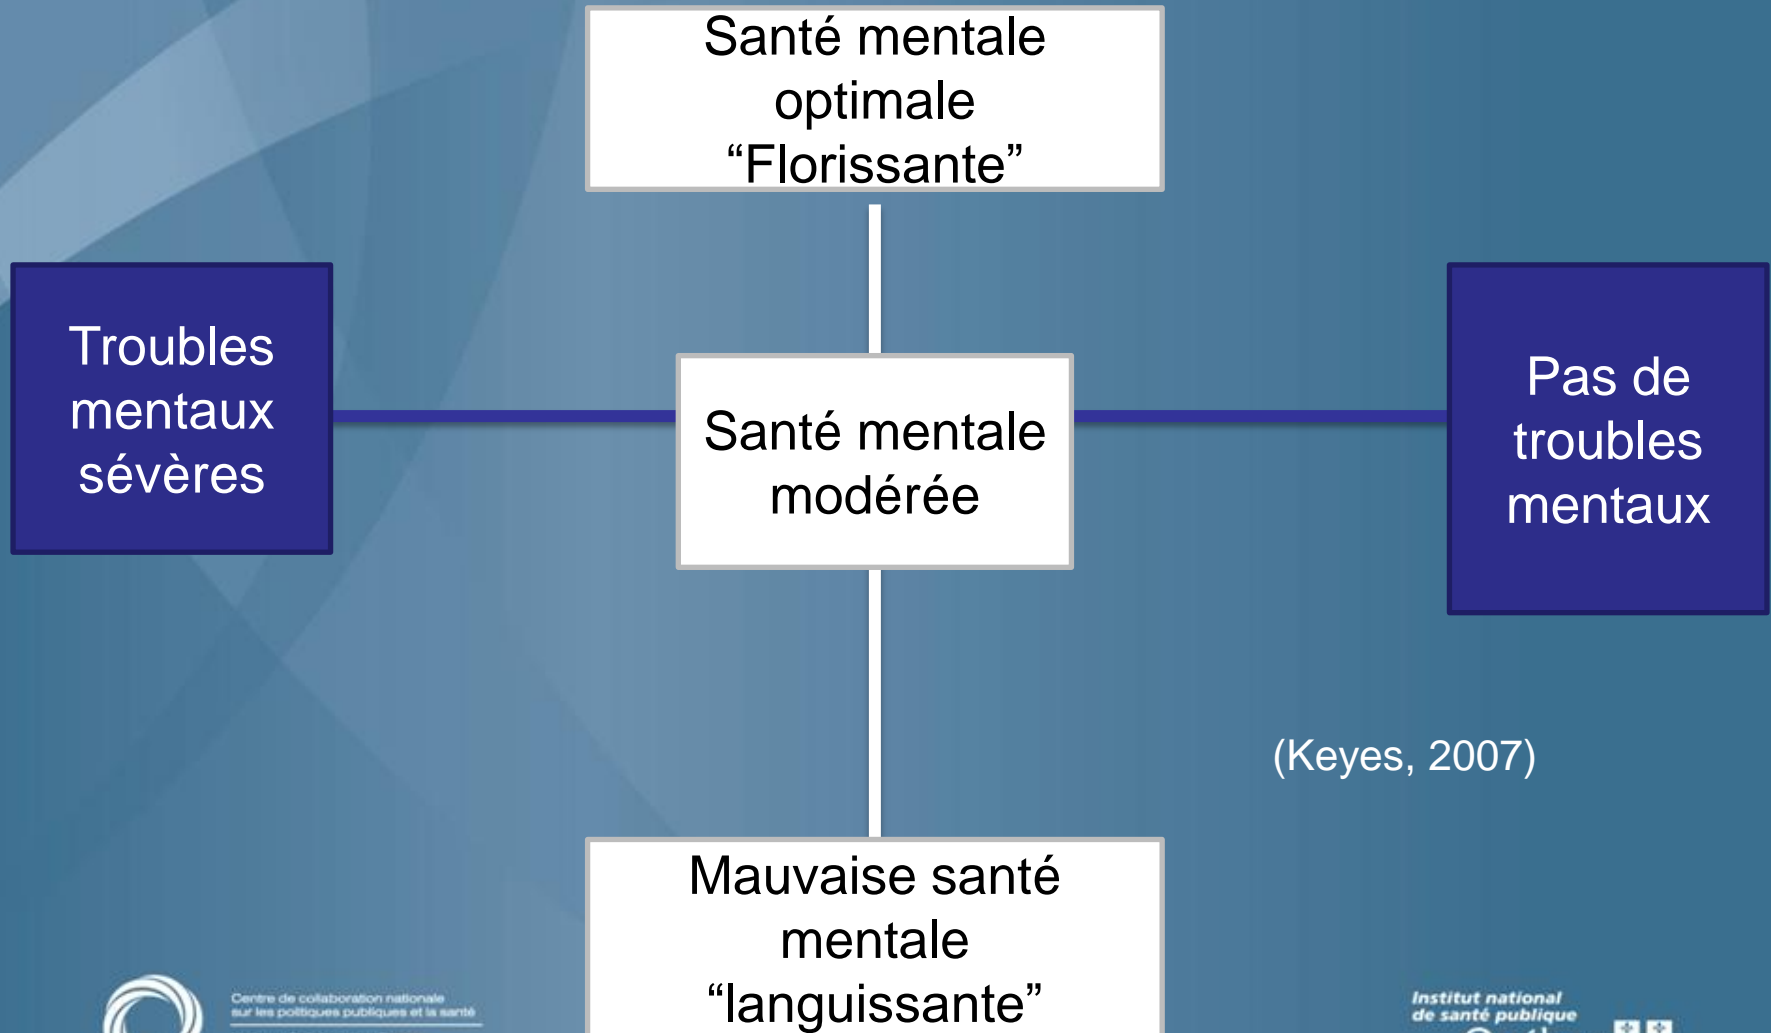 Santé mentale
optimale
“Florissante”
Troubles
mentaux
sévères
Santé mentale
modérée
Pas de
troubles
mentaux
(Keyes, 2007)
Mauvaise santé
mentale
“languissante”
Centre de collaboration nationale
sur les politiques publiques et la santé
Institut national
de santé publique